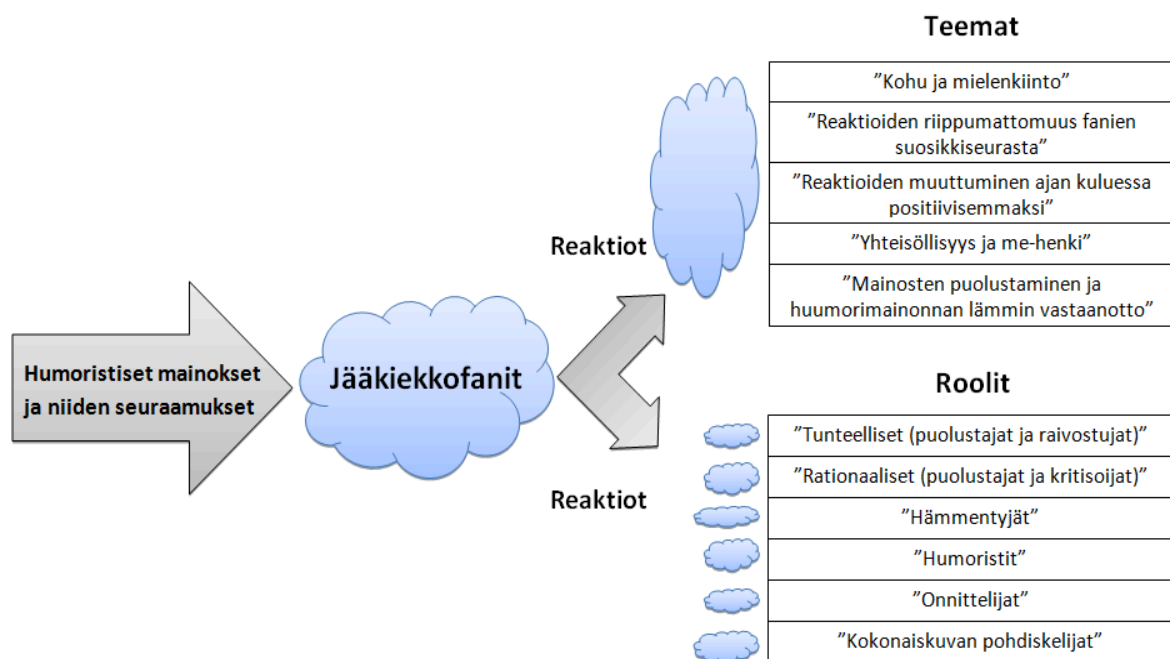 Humoristiset mainokset
ja niiden seuraamukset
Jääkiekkofanit
Reaktiot
Reaktiot
Teemat
”Kohu ja mielenkiinto”
”Reaktioiden riippumattomuus fanien
suosikkiseurasta”
”Reaktioiden muuttuminen ajan kuluessa
positiivisemmaksi”
”Yhteisöllisyys ja me-henki”
”Mainosten puolustaminen ja
huumorimainonnan lämmin vastaanotto”
Roolit
”Tunteelliset (puolustajat ja raivostujat)”
”Rationaaliset (puolustajat ja kritisoijat)”
”Hämmentyjät”
”Humoristit”
”Onnittelijat”
”Kokonaiskuvan pohdiskelijat”